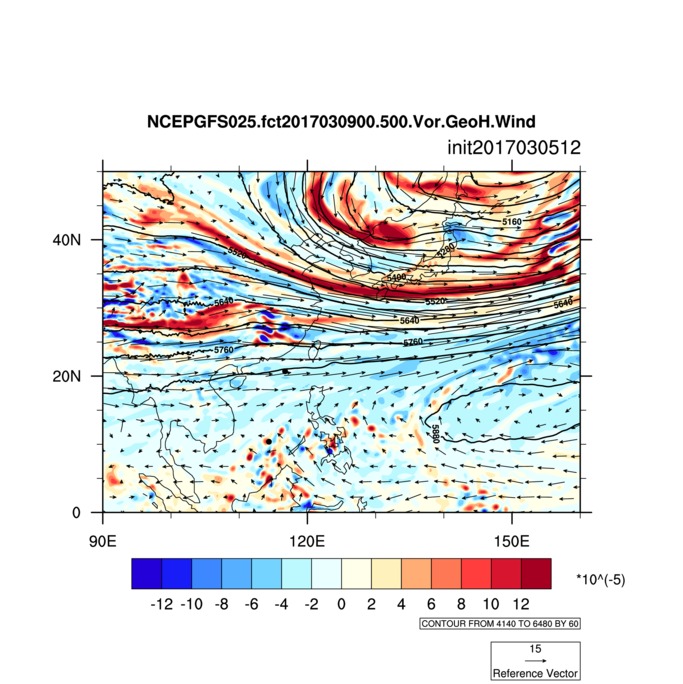 NCEPGFS025.fct2017030900.500.Vor.GeoH.Wind
init2017030512
40N
20N
0
90E 120E 150E
5160
5280
5520
5400
5520
5640
5640
5640
5760
5760
5880
-12 -10 -8 -6 -4 -2 0 2 4 6 8 10 12
*10^(-5)
CONTOUR FROM 4140 TO 6480 BY 60
15
Reference Vector